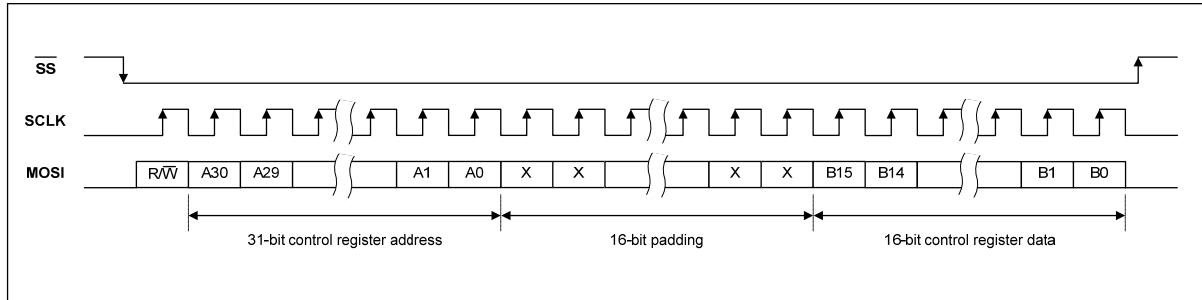 SS
SCLK
MOSI R/W A30 A29 A1 A0 X X X X B15 B14 B1 B0
31-bit control register address 16-bit padding 16-bit control register data